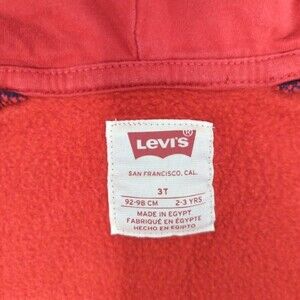 LEVI'S®
SAN FRANCISCO, CAL.
3T
92-98 CM 2-3 YRS
MADE IN EGYPT
FABRIQUÉ EN ÉGYPTE
HECHO EN EGIPTO